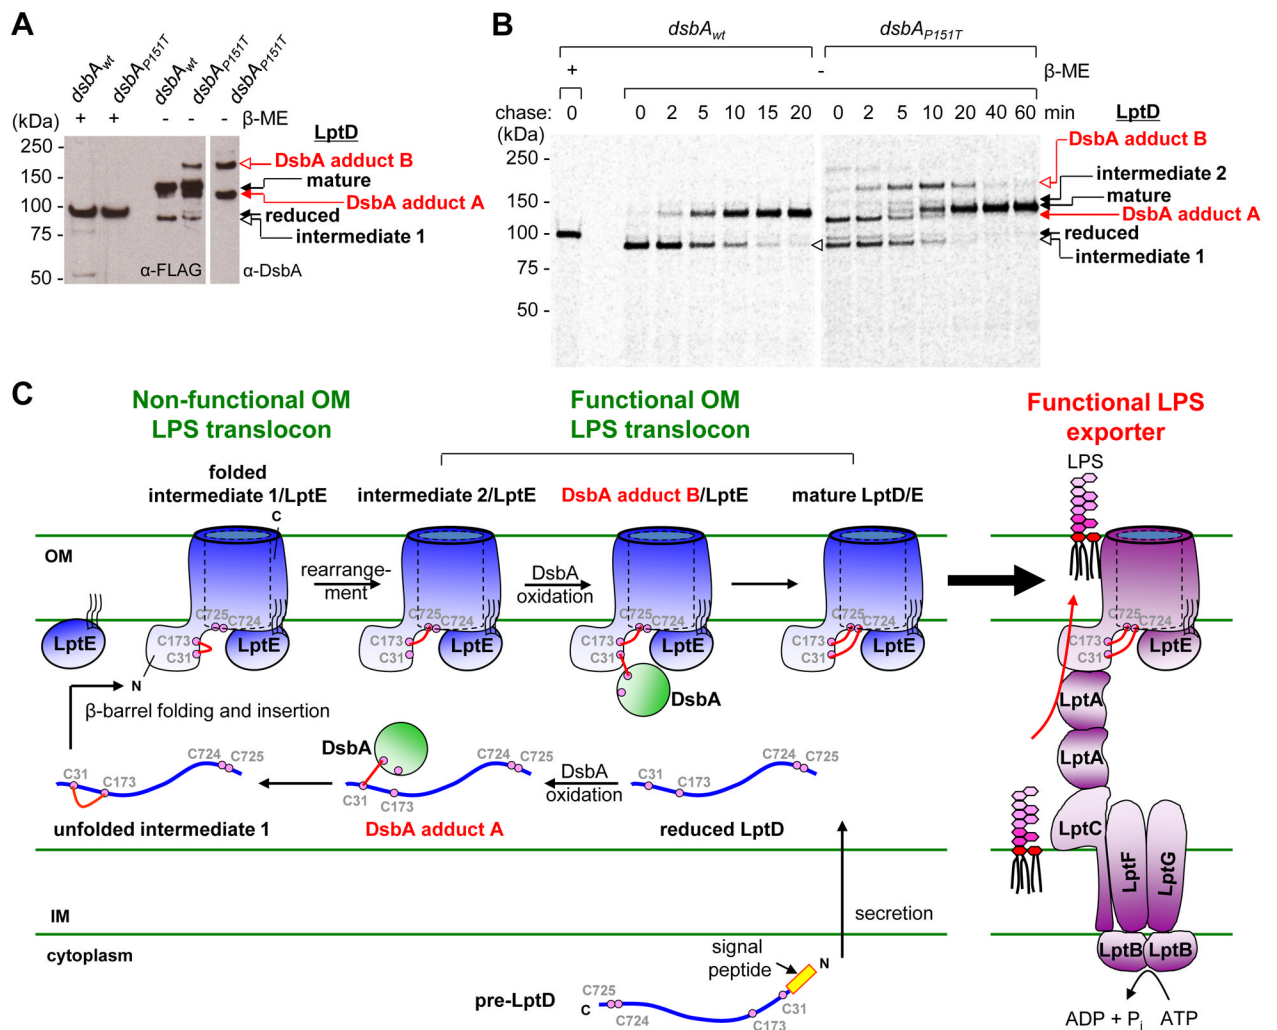 A
dsbAwt
dsbAP151T
dsbAwt
dsbAP151T
dsbAP151T
(kDa)
+ + - - - β-ME
LptD
250 -
150 -
100 -
75 -
50 -
DsbA adduct B
mature
DsbA adduct A
reduced
intermediate 1
α-FLAG
α-DsbA
B
dsbAwt
dsbAP151T
+ - β-ME
chase: 0 0 2 5 10 15 20 0 2 5 10 20 40 60 min
LptD
(kDa)
250 -
150 -
100 -
75 -
50 -
DsbA adduct B
intermediate 2
mature
DsbA adduct A
reduced
intermediate 1
C
Non-functional OM
LPS translocon
Functional OM
LPS translocon
Functional LPS
exporter
folded
intermediate 1/LptE
intermediate 2/LptE
DsbA adduct B/LptE
mature LptD/E
LPS
C
OM
rearrange-
ment
DsbA
oxidation
LptE
C725
C724
C173
C31
LptE
N
C725
C724
C173
C31
LptE
C725
C724
C173
C31
LptE
DsbA
C725
C724
C173
C31
LptE
C725
C724
C173
C31
LptE
β-barrel folding and insertion
LptA
LptA
LptC
LptF
LptG
LptB
LptB
ADP + Pi
ATP
C31
C173
C724
C725
unfolded intermediate 1
DsbA
C31
C173
C724
C725
DsbA adduct A
DsbA
oxidation
C31
C173
C724
C725
reduced LptD
IM
secretion
cytoplasm
signal
peptide
N
pre-LptD
C725
C
C724
C173
C31